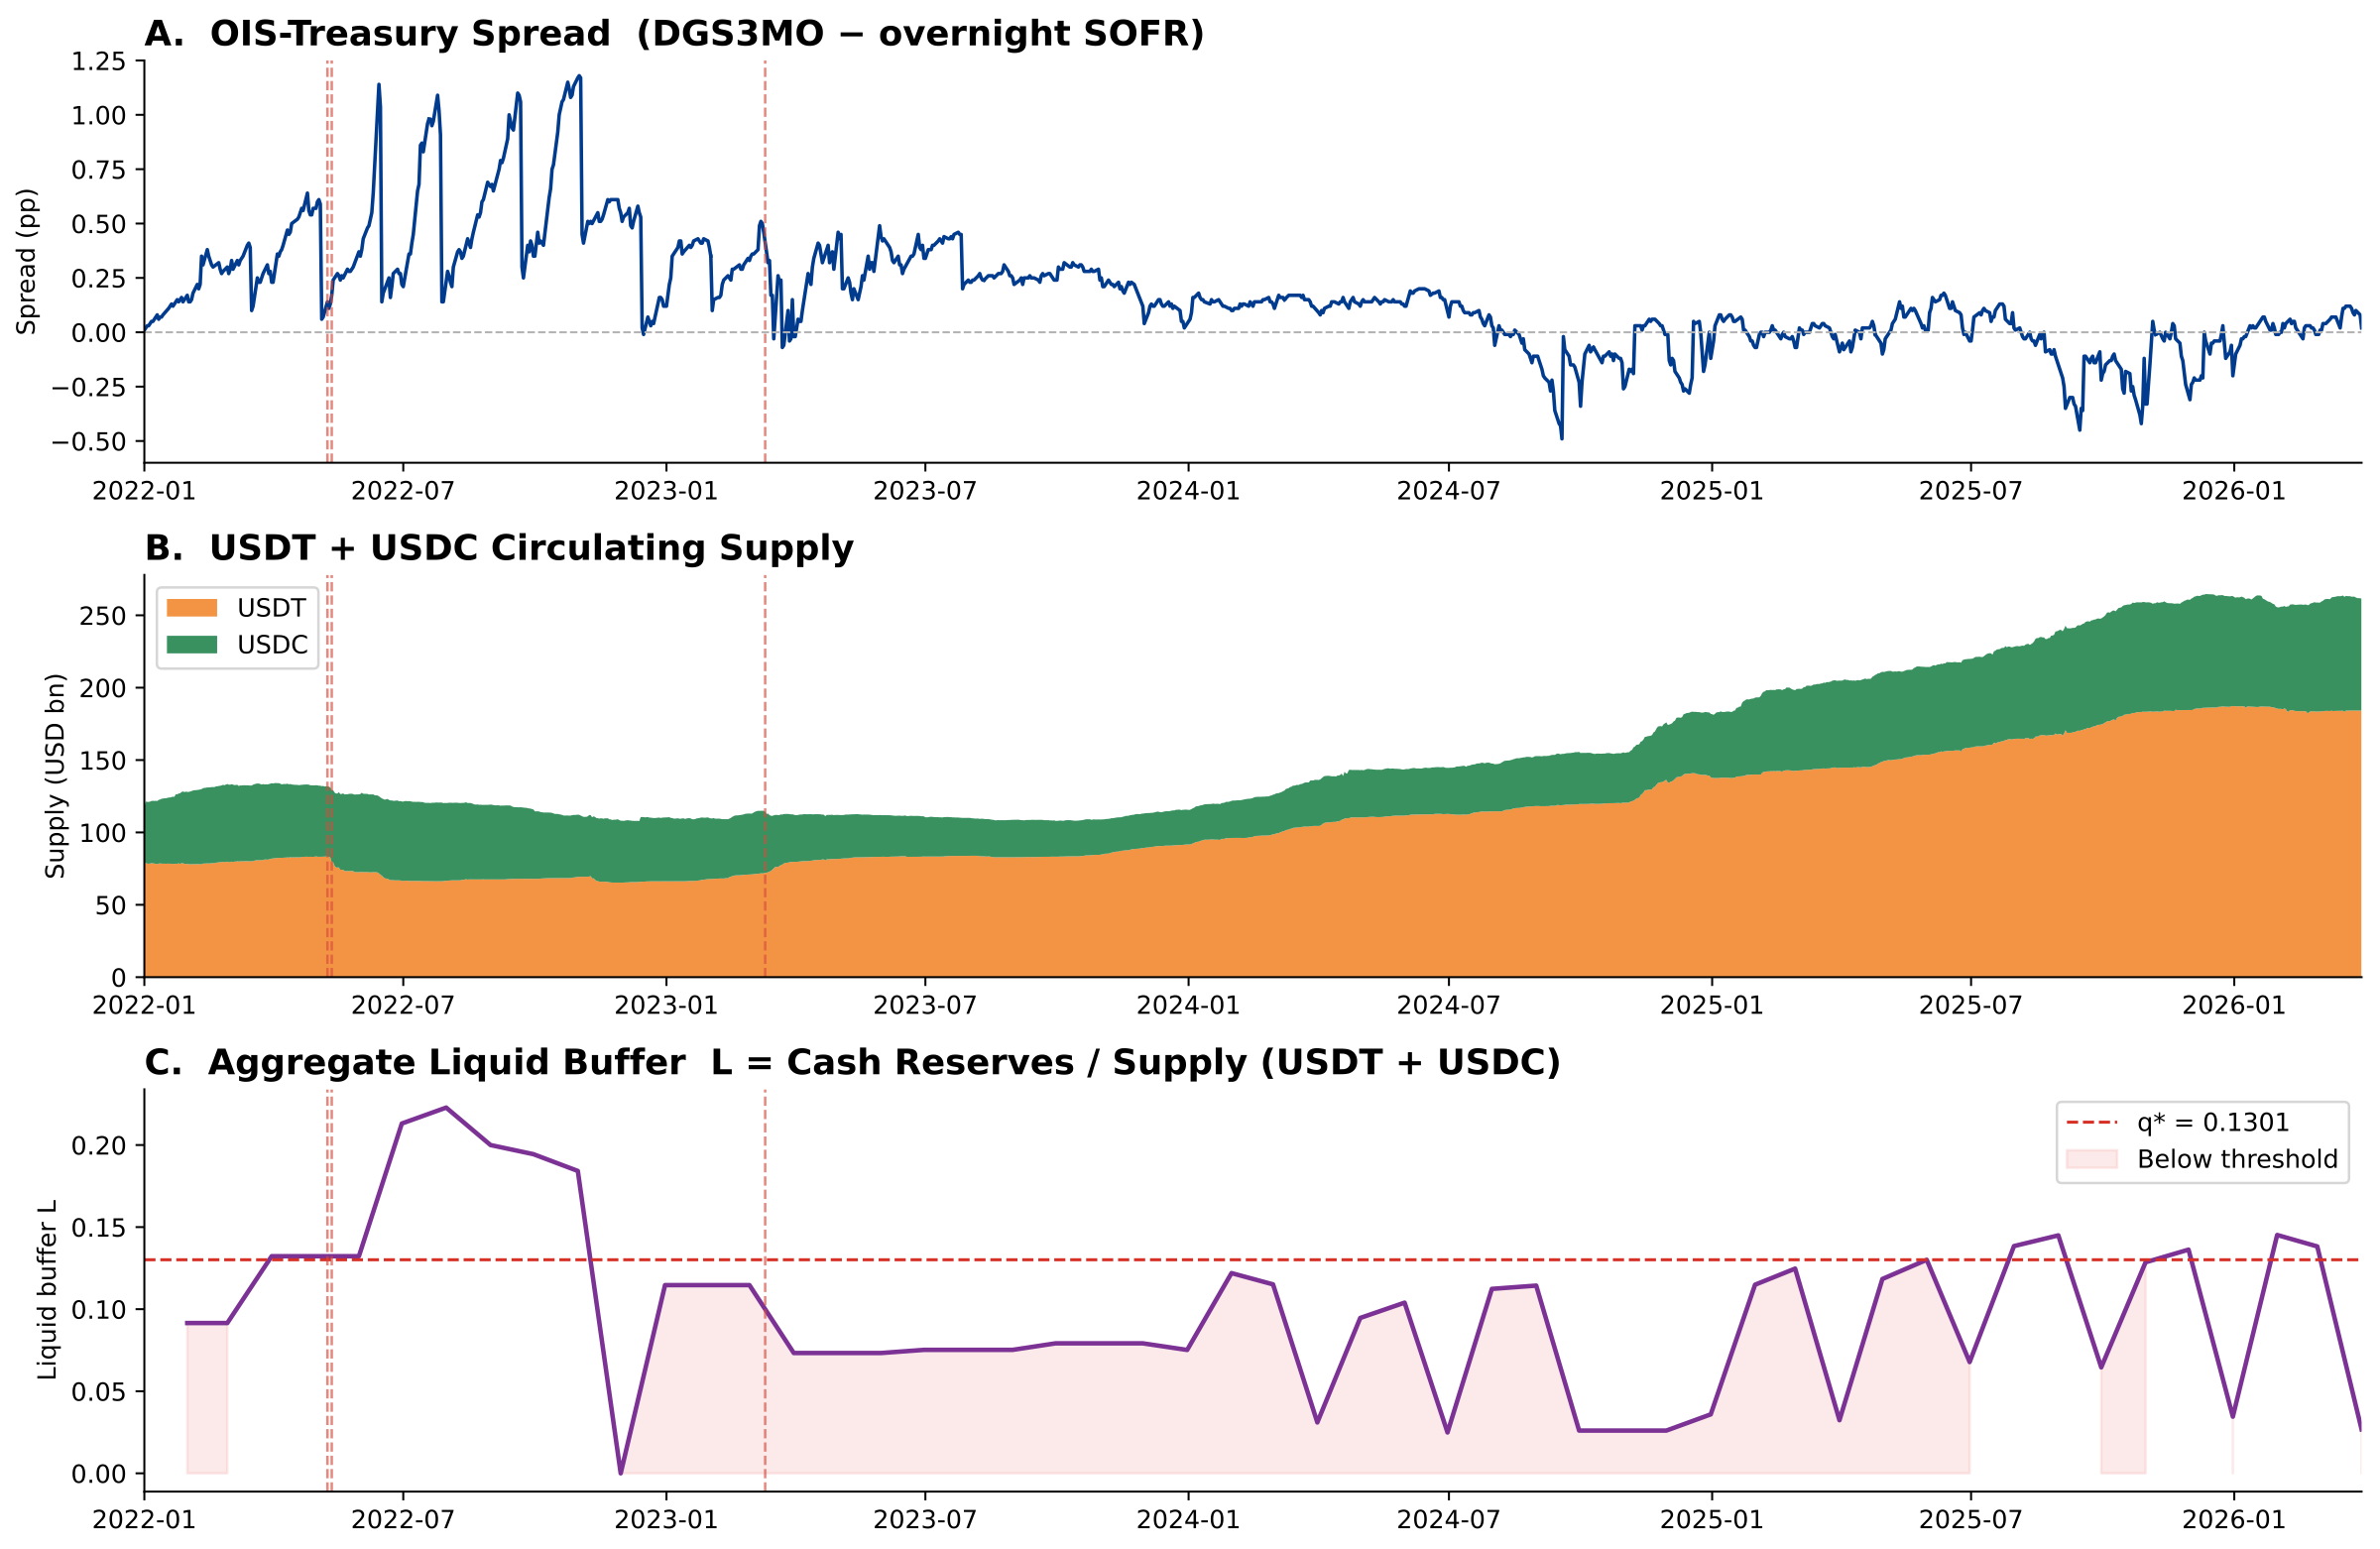 A.  OIS-Treasury Spread  (DGS3MO − overnight SOFR)
Spread (pp)
1.25
1.00
0.75
0.50
0.25
0.00
−0.25
−0.50
2022-01 2022-07 2023-01 2023-07 2024-01 2024-07 2025-01 2025-07 2026-01
B.  USDT + USDC Circulating Supply
USDT
USDC
Supply (USD bn)
250
200
150
100
50
0
2022-01 2022-07 2023-01 2023-07 2024-01 2024-07 2025-01 2025-07 2026-01
C.  Aggregate Liquid Buffer  L = Cash Reserves / Supply (USDT + USDC)
q* = 0.1301
Below threshold
Liquid buffer L
0.20
0.15
0.10
0.05
0.00
2022-01 2022-07 2023-01 2023-07 2024-01 2024-07 2025-01 2025-07 2026-01